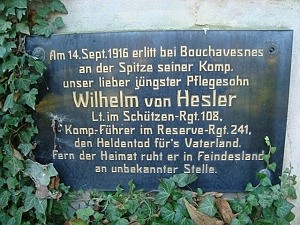 Am 14.Sept.1916 erlitt bei Bouchavesnes
an der Spitze seiner Komp.
unser lieber jüngster Pflegesohn
Wilhelm von Hesler
Lt. im Schützen-Rgt.108,
Komp.-Führer im Reserve-Rgt. 241,
den Heldentod für's Vaterland.
Fern der Heimat ruht er in Feindesland
an unbekannter Stelle.